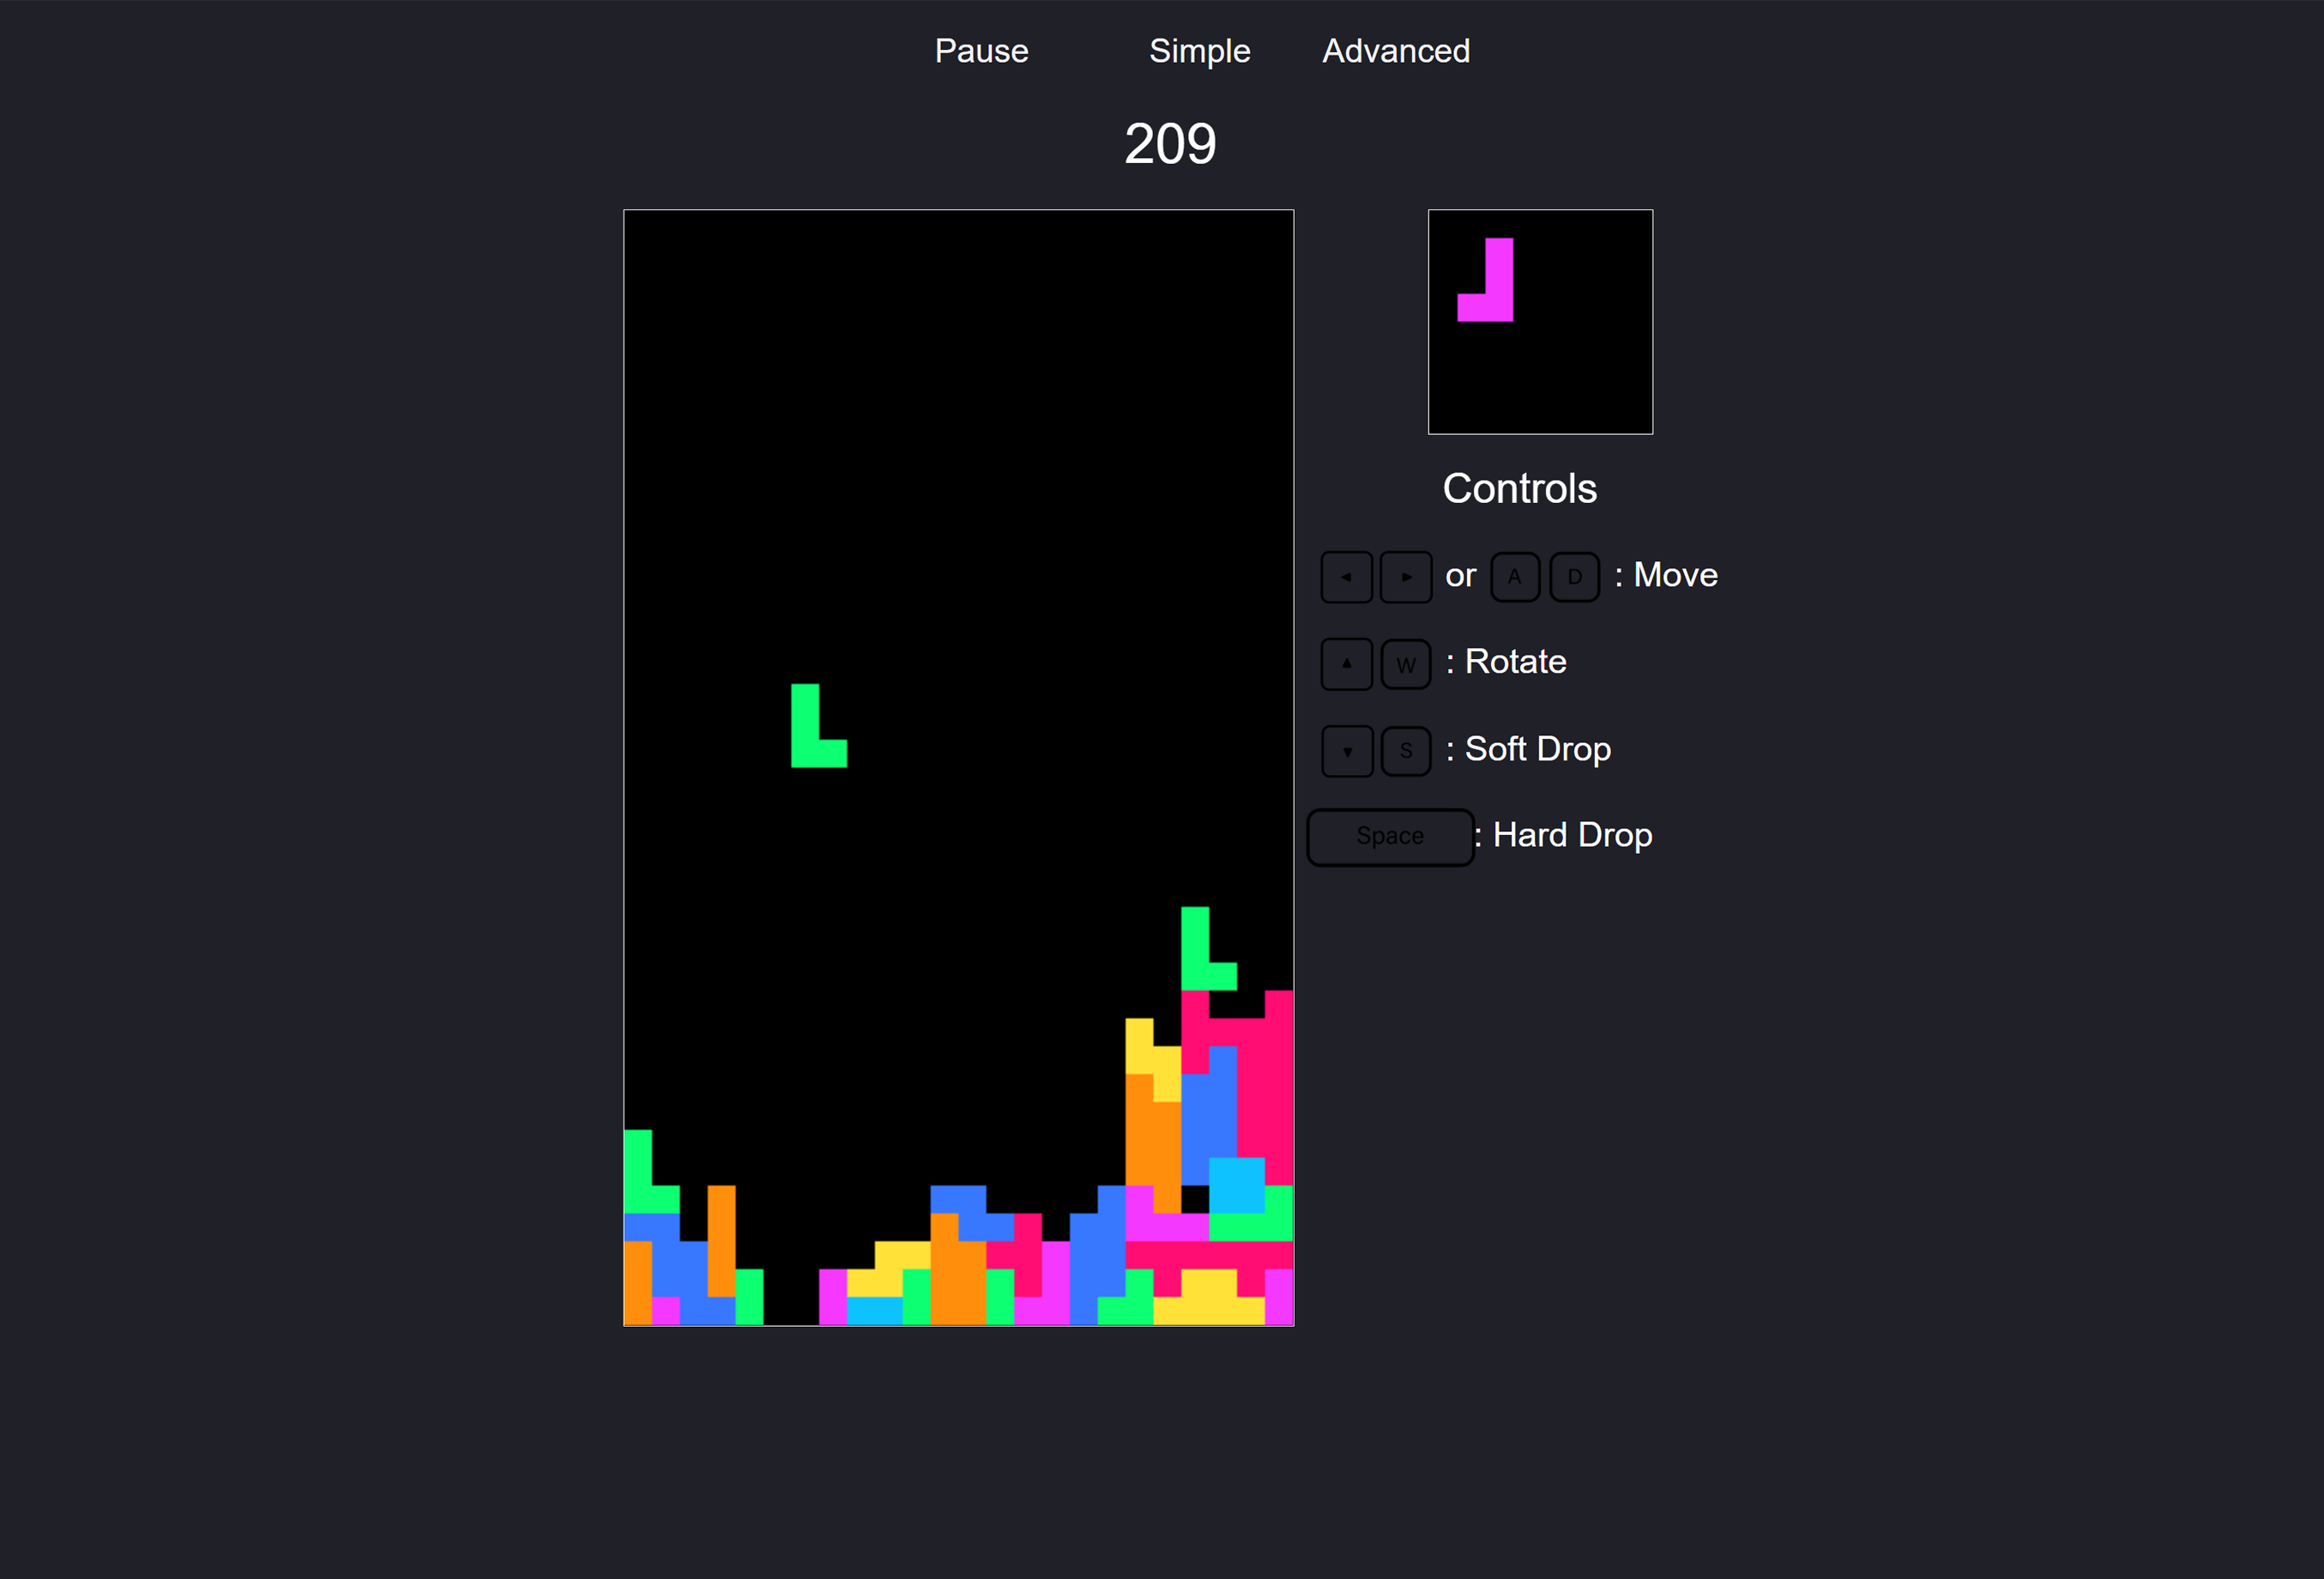 Pause Simple Advanced
209
Controls
◄ ► or A D : Move
▲ W : Rotate
▼ S : Soft Drop
Space : Hard Drop